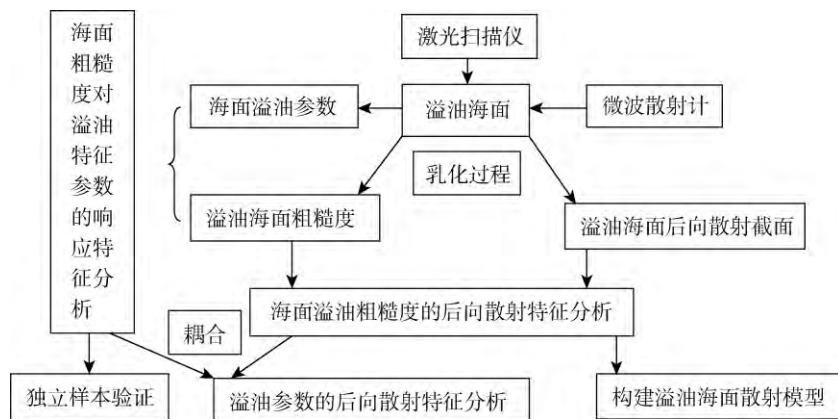 激光扫描仪
海面
粗糙
度对
溢油
特征
参数
的响
应特
征分
析
海面溢油参数
溢油海面
微波散射计
乳化过程
溢油海面粗糙度
溢油海面后向散射截面
海面溢油粗糙度的后向散射特征分析
耦合
独立样本验证
溢油参数的后向散射特征分析
构建溢油海面散射模型